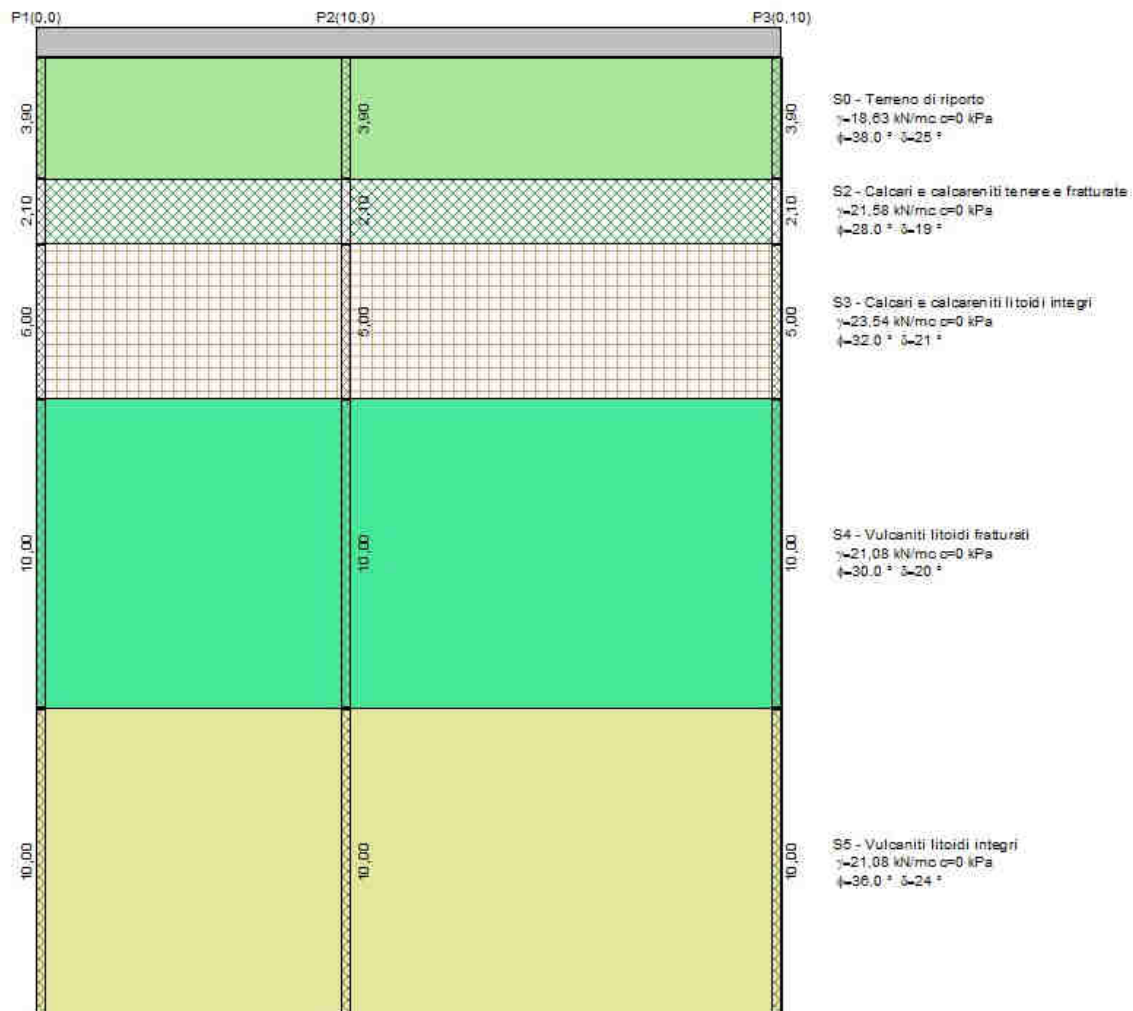 P1(0,0) P2(10,0) P3(0,10)
3,90 3,90 3,90
S0 - Terreno di riporto
γ=18,63 kN/mc c=0 kPa
ϕ=38.0 ° δ=25 °
2,10 2,10 2,10
S2 - Calcari e calcareniti tenere e fratturate
γ=21,58 kN/mc c=0 kPa
ϕ=28.0 ° δ=19 °
5,00 5,00 5,00
S3 - Calcari e calcareniti litoidi integri
γ=23,54 kN/mc c=0 kPa
ϕ=32.0 ° δ=21 °
10,00 10,00 10,00
S4 - Vulcaniti litoidi fratturati
γ=21,08 kN/mc c=0 kPa
ϕ=30.0 ° δ=20 °
10,00 10,00 10,00
S5 - Vulcaniti litoidi integri
γ=21,08 kN/mc c=0 kPa
ϕ=36.0 ° δ=24 °